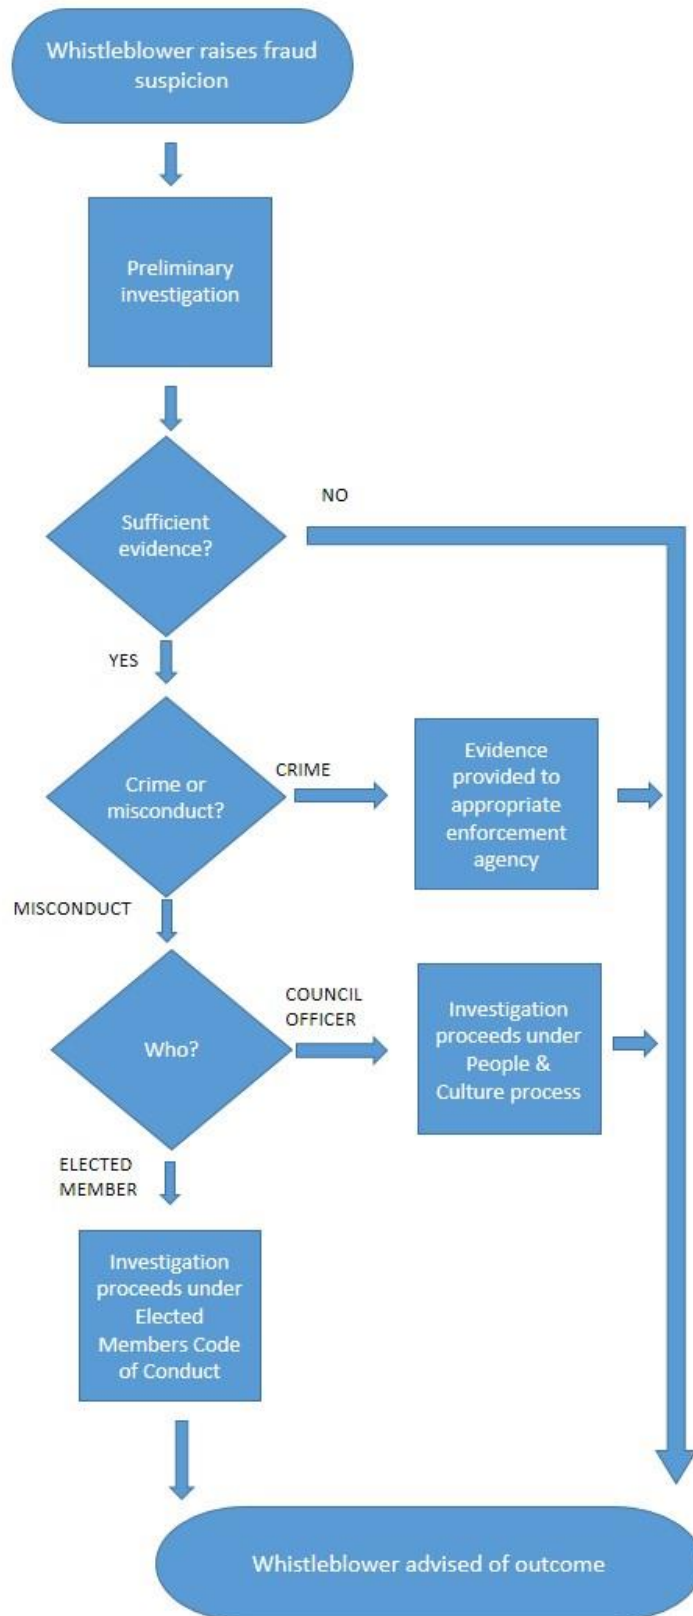 Whistleblower raises fraud
suspicion
Preliminary
investigation
Sufficient
evidence?
NO
YES
Crime or
misconduct?
CRIME
Evidence
provided to
appropriate
enforcement
agency
MISCONDUCT
Who?
COUNCIL
OFFICER
Investigation
proceeds under
People &
Culture process
ELECTED
MEMBER
Investigation
proceeds under
Elected
Members Code
of Conduct
Whistleblower advised of outcome